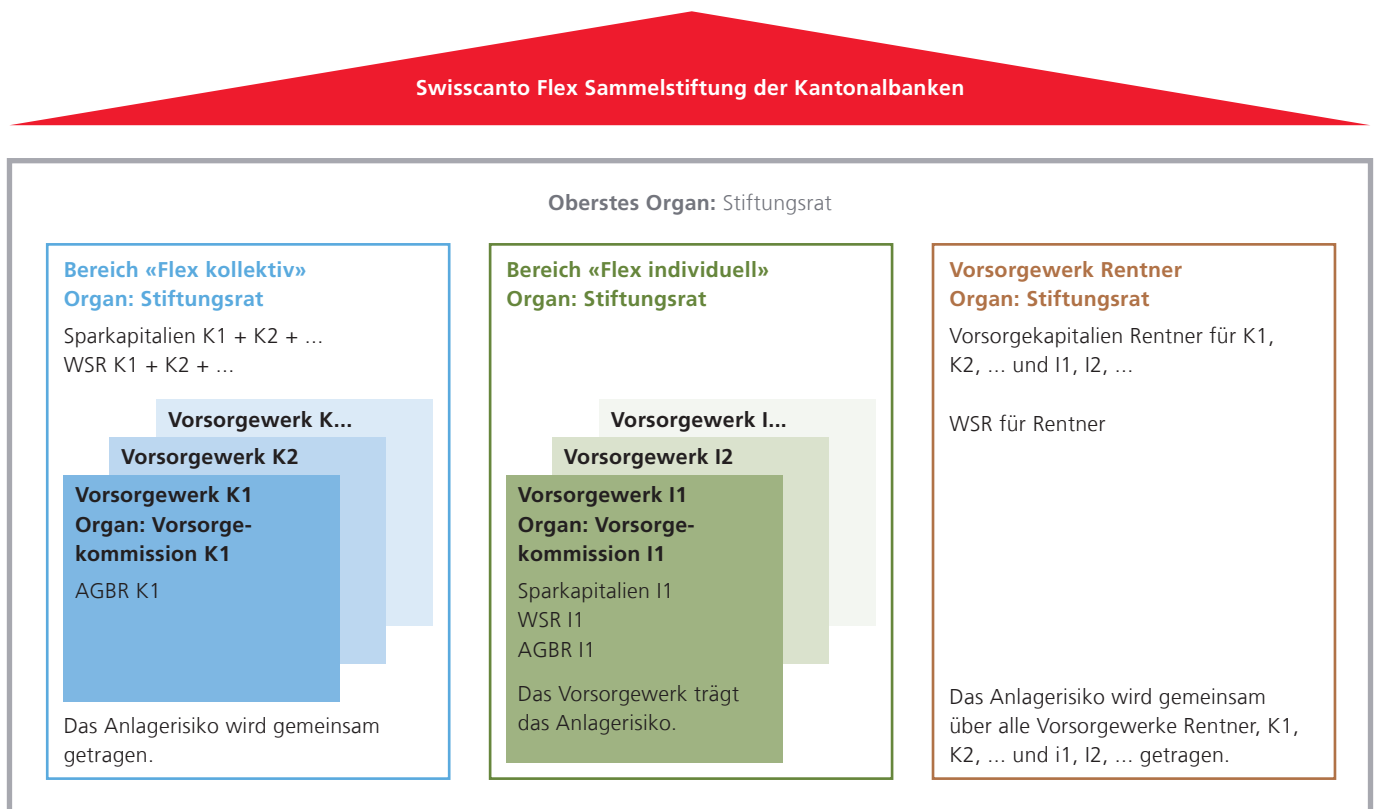 Swisscanto Flex Sammelstiftung der Kantonalbanken
Oberstes Organ: Stiftungsrat
Bereich «Flex kollektiv»
Organ: Stiftungsrat
Sparkapitalien K1 + K2 + ...
WSR K1 + K2 + ...
Vorsorgewerk K...
Vorsorgewerk K2
Vorsorgewerk K1
Organ: Vorsorge-
kommission K1
AGBR K1
Das Anlagerisiko wird gemeinsam
getragen.
Bereich «Flex individuell»
Organ: Stiftungsrat
Vorsorgewerk I...
Vorsorgewerk I2
Vorsorgewerk I1
Organ: Vorsorge-
kommission I1
Sparkapitalien I1
WSR I1
AGBR I1
Das Vorsorgewerk trägt
das Anlagerisiko.
Vorsorgewerk Rentner
Organ: Stiftungsrat
Vorsorgekapitalien Rentner für K1,
K2, ... und I1, I2, ...
WSR für Rentner
Das Anlagerisiko wird gemeinsam
über alle Vorsorgewerke Rentner, K1,
K2, ... und i1, I2, ... getragen.